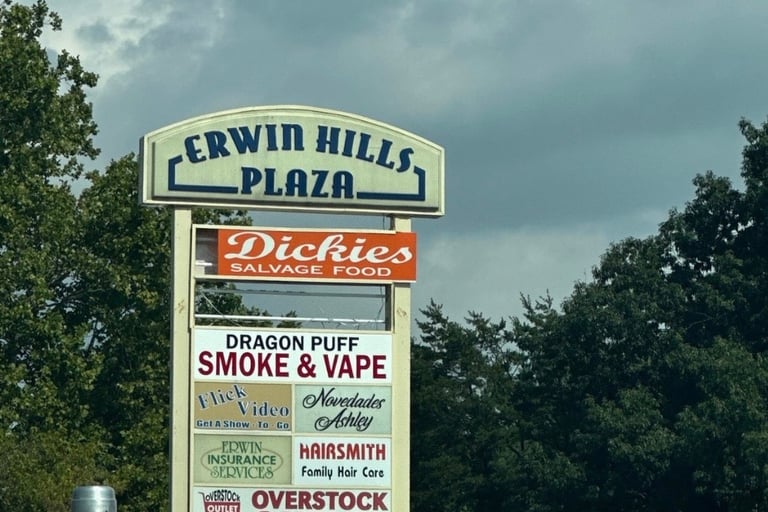 ERWIN HILLS
PLAZA
Dickies
SALVAGE FOOD
DRAGON PUFF
SMOKE & VAPE
Flick Video
Get A Show - To - Go
Novedades
Ashley
ERWIN
INSURANCE
SERVICES
HAIRSMITH
Family Hair Care
OVERSTOCK
OUTLET
OVERSTOCK